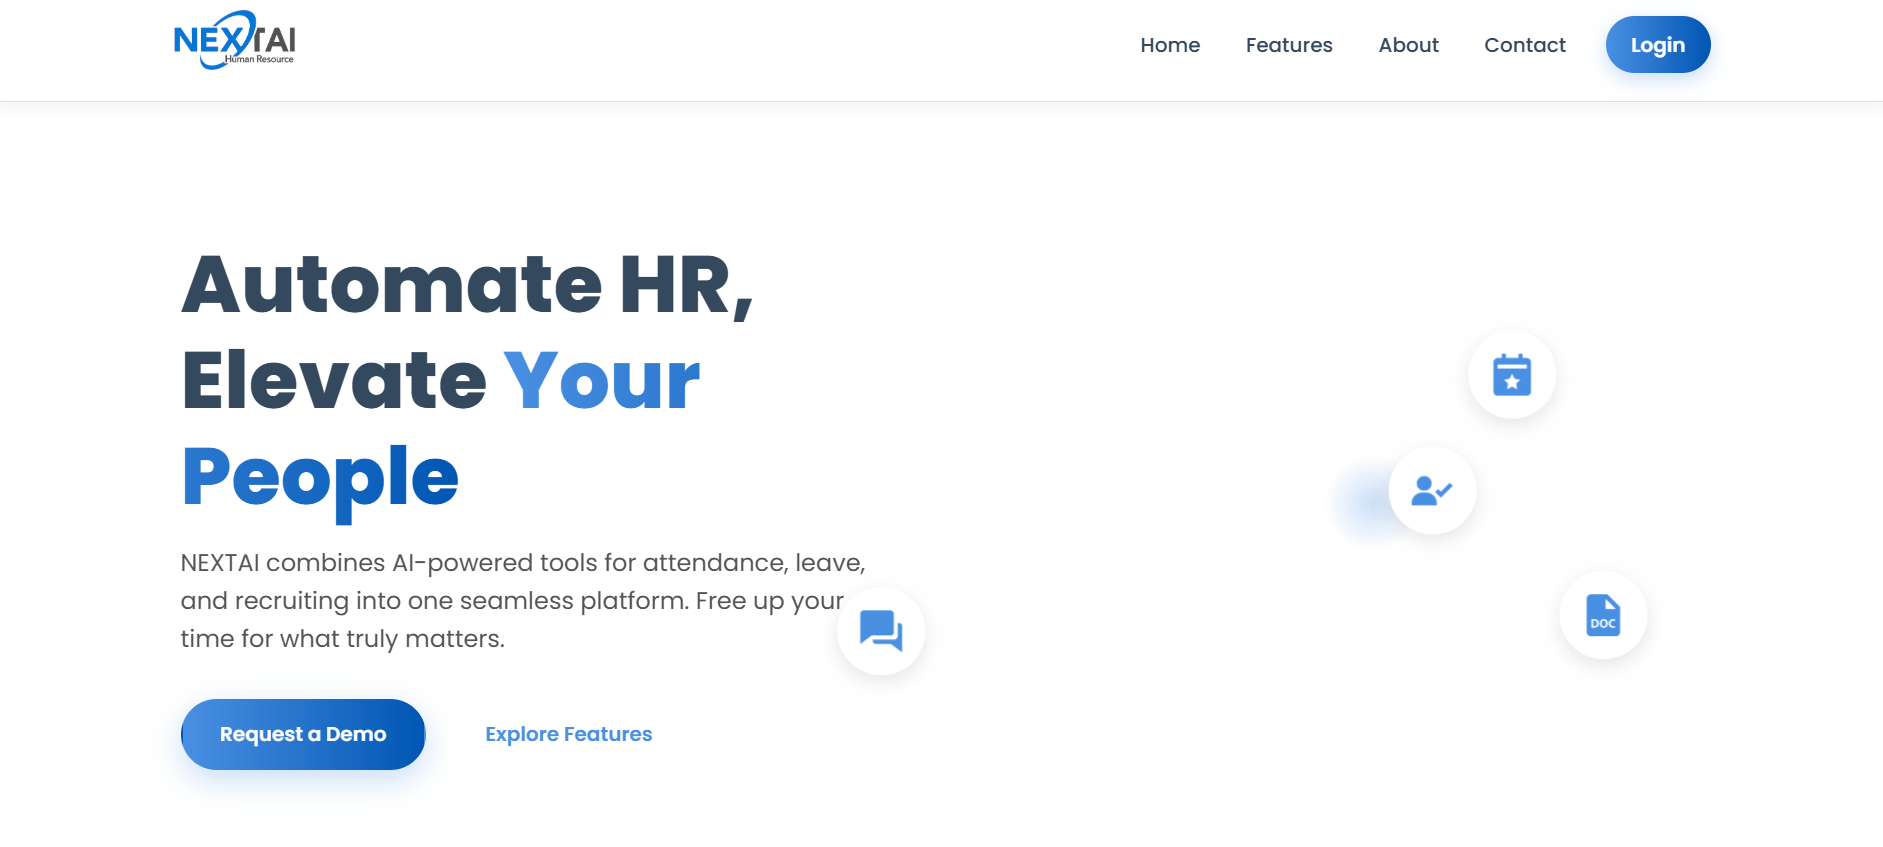 NEXTAI
Human Resource
Home
Features
About
Contact
Login
Automate HR,
Elevate Your
People
NEXTAI combines AI-powered tools for attendance, leave,
and recruiting into one seamless platform. Free up your
time for what truly matters.
DOC
Request a Demo
Explore Features